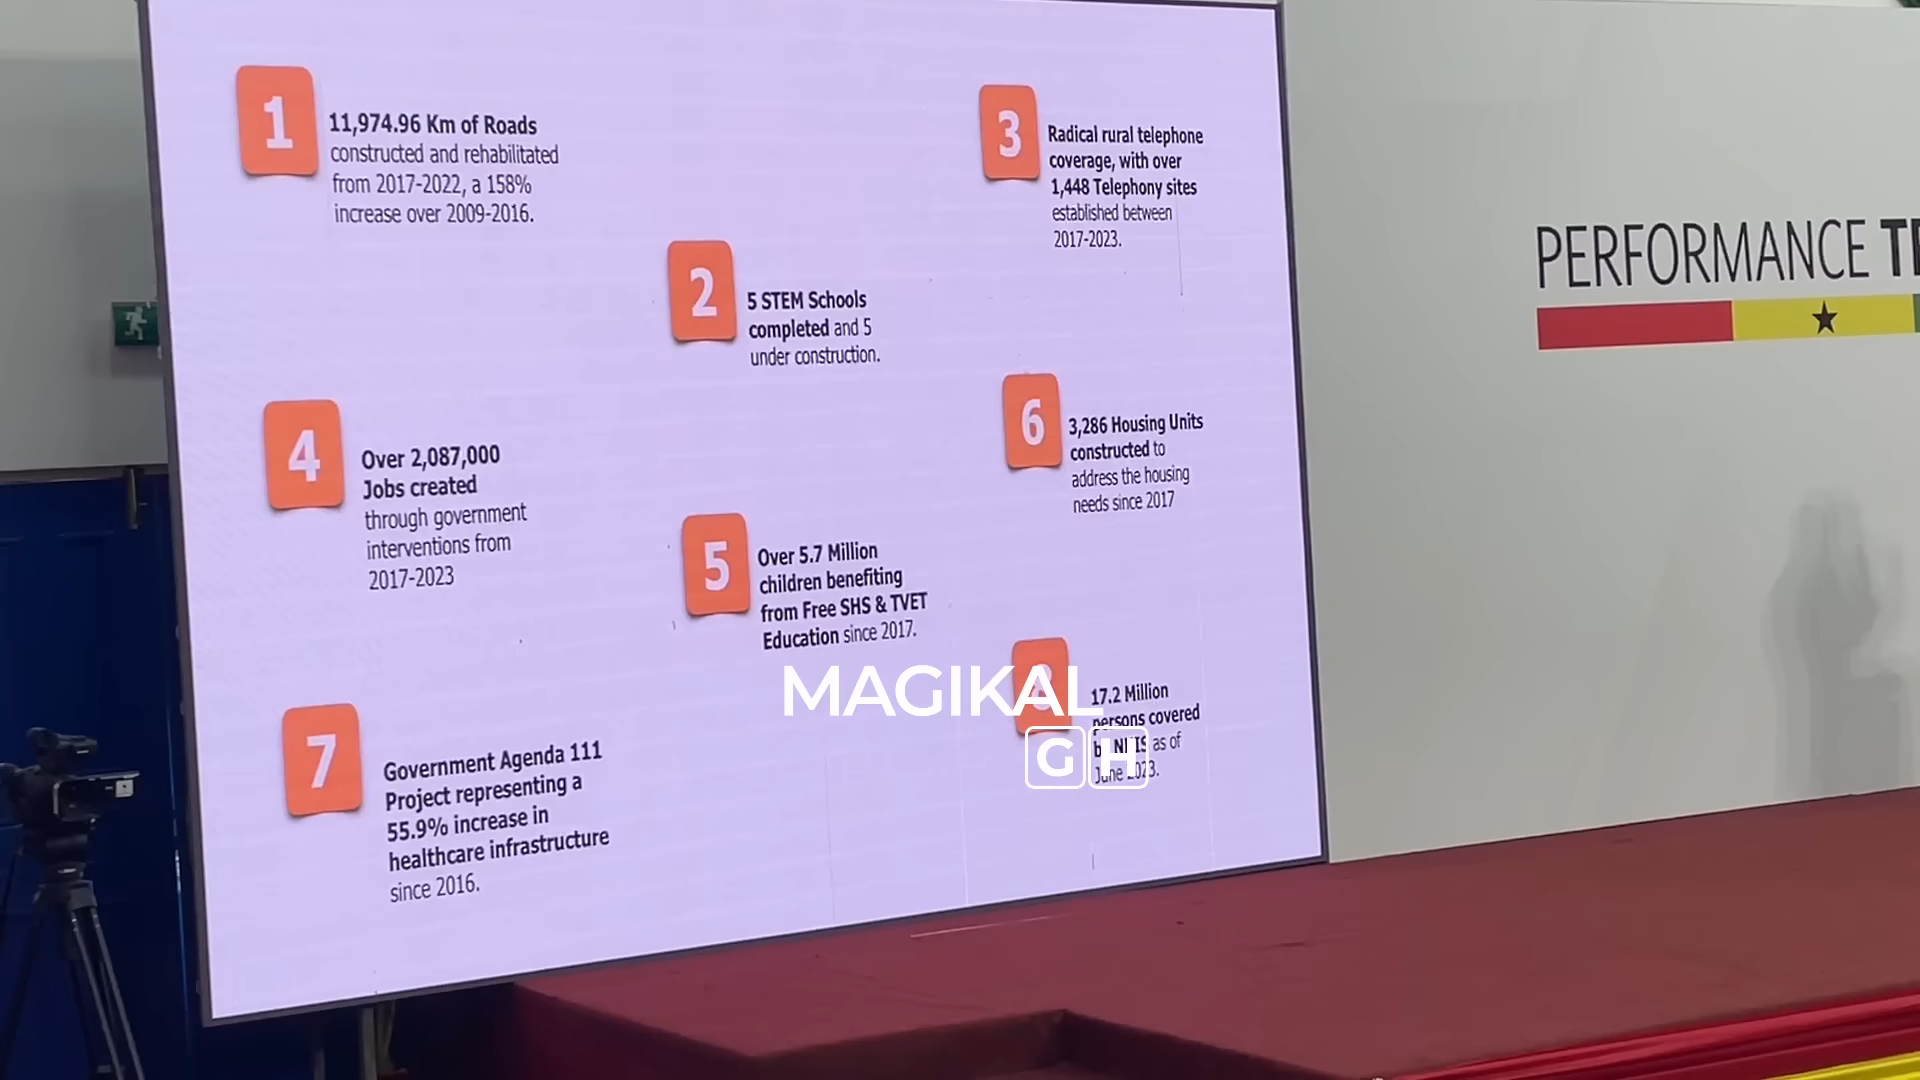 1
11,974.96 Km of Roads
constructed and rehabilitated
from 2017-2022, a 158%
increase over 2009-2016.
2
5 STEM Schools
completed and 5
under construction.
3
Radical rural telephone
coverage, with over
1,448 Telephony sites
established between
2017-2023.
4
Over 2,087,000
Jobs created
through government
interventions from
2017-2023
5
Over 5.7 Million
children benefiting
from Free SHS & TVET
Education since 2017.
6
3,286 Housing Units
constructed to
address the housing
needs since 2017
7
Government Agenda 111
Project representing a
55.9% increase in
healthcare infrastructure
since 2016.
17.2 Million
persons covered
as of
June 2023.
MAGIKAL
GH
PERFORMANCE